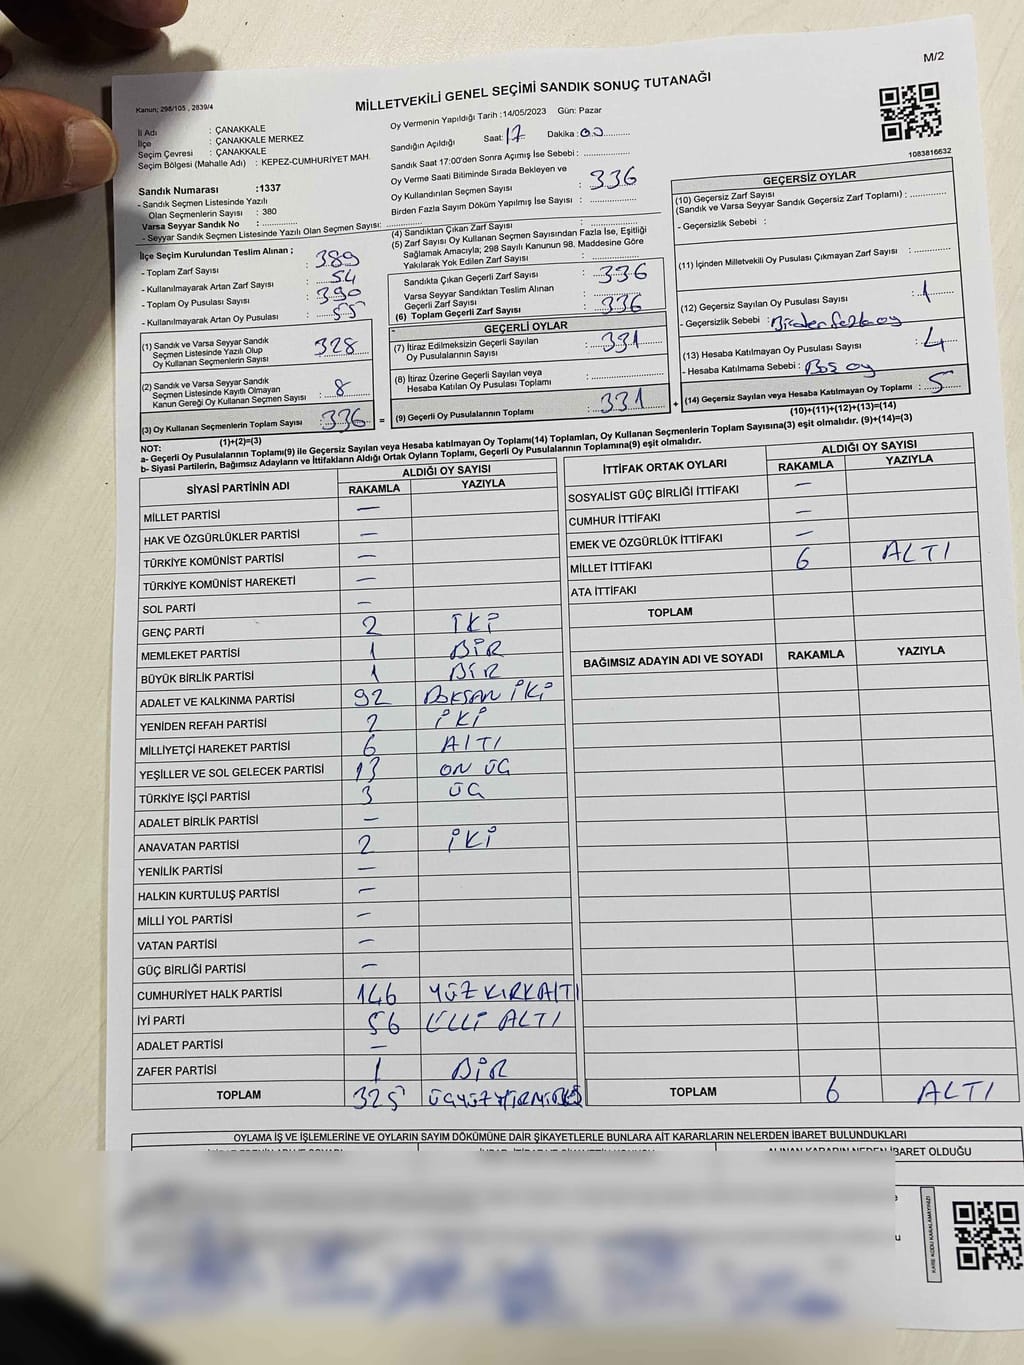 M/2
Kanun; 298/105 , 2839/4
MİLLETVEKİLİ GENEL SEÇİMİ SANDIK SONUÇ TUTANAĞI
İl Adı : ÇANAKKALE
İlçe : ÇANAKKALE MERKEZ
Seçim Çevresi : ÇANAKKALE
Seçim Bölgesi (Mahalle Adı) : KEPEZ-CUMHURİYET MAH.
Sandık Numarası :1337
- Sandık Seçmen Listesinde Yazılı
Olan Seçmenlerin Sayısı : 380
Varsa Seyyar Sandık No :
- Seyyar Sandık Seçmen Listesinde Yazılı Olan Seçmen Sayısı:
Oy Vermenin Yapıldığı Tarih :14/05/2023 Gün: Pazar
Sandığın Açıldığı Saat: 17 Dakika: 00
Sandık Saat 17:00'den Sonra Açımış İse Sebebi :
Oy Verme Saati Bitiminde Sırada Bekleyen ve
Oy Kullandırılan Seçmen Sayısı : 336
Birden Fazla Sayım Döküm Yapılmış İse Sayısı :
1083816632
İlçe Seçim Kurulundan Teslim Alınan ;
- Toplam Zarf Sayısı : 389
- Kullanılmayarak Artan Zarf Sayısı : 54
- Toplam Oy Pusulası Sayısı : 390
- Kullanılmayarak Artan Oy Pusulası : 55
(1) Sandık ve Varsa Seyyar Sandık
Seçmen Listesinde Yazılı Olup
Oy Kullanan Seçmenlerin Sayısı : 328
(2) Sandık ve Varsa Seyyar Sandık
Seçmen Listesinde Kayıtlı Olmayan
Kanun Gereği Oy Kullanan Seçmen Sayısı : 8
(3) Oy Kullanan Seçmenlerin Toplam Sayısı : 336
(1)+(2)=(3)
(4) Sandıktan Çıkan Zarf Sayısı :
(5) Zarf Sayısı Oy Kullanan Seçmen Sayısından Fazla İse, Eşitliği
Sağlamak Amacıyla; 298 Sayılı Kanunun 98. Maddesine Göre
Yakılarak Yok Edilen Zarf Sayısı :
Sandıkta Çıkan Geçerli Zarf Sayısı : 336
Varsa Seyyar Sandıktan Teslim Alınan
Geçerli Zarf Sayısı :
(6) Toplam Geçerli Zarf Sayısı : 336
GEÇERLİ OYLAR
(7) İtiraz Edilmeksizin Geçerli Sayılan
Oy Pusulalarının Sayısı : 331
(8) İtiraz Üzerine Geçerli Sayılan veya
Hesaba Katılan Oy Pusulası Toplamı :
= (9) Geçerli Oy Pusulalarının Toplamı : 331 +
GEÇERSİZ OYLAR
(10) Geçersiz Zarf Sayısı
(Sandık ve Varsa Seyyar Sandık Geçersiz Zarf Toplamı) :
- Geçersizlik Sebebi :
(11) İçinden Milletvekili Oy Pusulası Çıkmayan Zarf Sayısı :
(12) Geçersiz Sayılan Oy Pusulası Sayısı : 1
- Geçersizlik Sebebi : Birden fazla oy
(13) Hesaba Katılmayan Oy Pusulası Sayısı : 4
- Hesaba Katılmama Sebebi : Boş oy
(14) Geçersiz Sayılan veya Hesaba Katılmayan Oy Toplamı : 5
(10)+(11)+(12)+(13)=(14)
NOT:
a- Geçerli Oy Pusulalarının Toplamı(9) ile Geçersiz Sayılan veya Hesaba katılmayan Oy Toplamı(14) Toplamları, Oy Kullanan Seçmenlerin Toplam Sayısına(3) eşit olmalıdır. (9)+(14)=(3)
b- Siyasi Partilerin, Bağımsız Adayların ve İttifakların Aldığı Ortak Oyların Toplamı, Geçerli Oy Pusulalarının Toplamına(9) eşit olmalıdır.
SİYASİ PARTİNİN ADI ALDIĞI OY SAYISI
RAKAMLA YAZIYLA
MİLLET PARTİSİ —
HAK VE ÖZGÜRLÜKLER PARTİSİ —
TÜRKİYE KOMÜNİST PARTİSİ —
TÜRKİYE KOMÜNİST HAREKETİ —
SOL PARTİ —
GENÇ PARTİ 2 İKİ
MEMLEKET PARTİSİ 1 BİR
BÜYÜK BİRLİK PARTİSİ 1 BİR
ADALET VE KALKINMA PARTİSİ 92 DOKSAN İKİ
YENİDEN REFAH PARTİSİ 2 İKİ
MİLLİYETÇİ HAREKET PARTİSİ 6 ALTI
YEŞİLLER VE SOL GELECEK PARTİSİ 13 ON ÜÇ
TÜRKİYE İŞÇİ PARTİSİ 3 ÜÇ
ADALET BİRLİK PARTİSİ —
ANAVATAN PARTİSİ 2 İKİ
YENİLİK PARTİSİ —
HALKIN KURTULUŞ PARTİSİ —
MİLLİ YOL PARTİSİ —
VATAN PARTİSİ —
GÜÇ BİRLİĞİ PARTİSİ —
CUMHURİYET HALK PARTİSİ 146 YÜZ KIRKALTI
İYİ PARTİ 56 ELLİ ALTI
ADALET PARTİSİ —
ZAFER PARTİSİ 1 BİR
TOPLAM 325 ÜÇYÜZYİRMİBEŞ
İTTİFAK ORTAK OYLARI ALDIĞI OY SAYISI
RAKAMLA YAZIYLA
SOSYALİST GÜÇ BİRLİĞİ İTTİFAKI —
CUMHUR İTTİFAKI —
EMEK VE ÖZGÜRLÜK İTTİFAKI —
MİLLET İTTİFAKI 6 ALTI
ATA İTTİFAKI
TOPLAM
BAĞIMSIZ ADAYIN ADI VE SOYADI RAKAMLA YAZIYLA
TOPLAM 6 ALTI
OYLAMA İŞ VE İŞLEMLERİNE VE OYLARIN SAYIM DÖKÜMÜNE DAİR ŞİKAYETLERLE BUNLARA AİT KARARLARIN NELERDEN İBARET BULUNDUKLARI
ALINAN KARARIN NEDEN İBARET OLDUĞU
KARE KODU KARALAMAYINIZ!